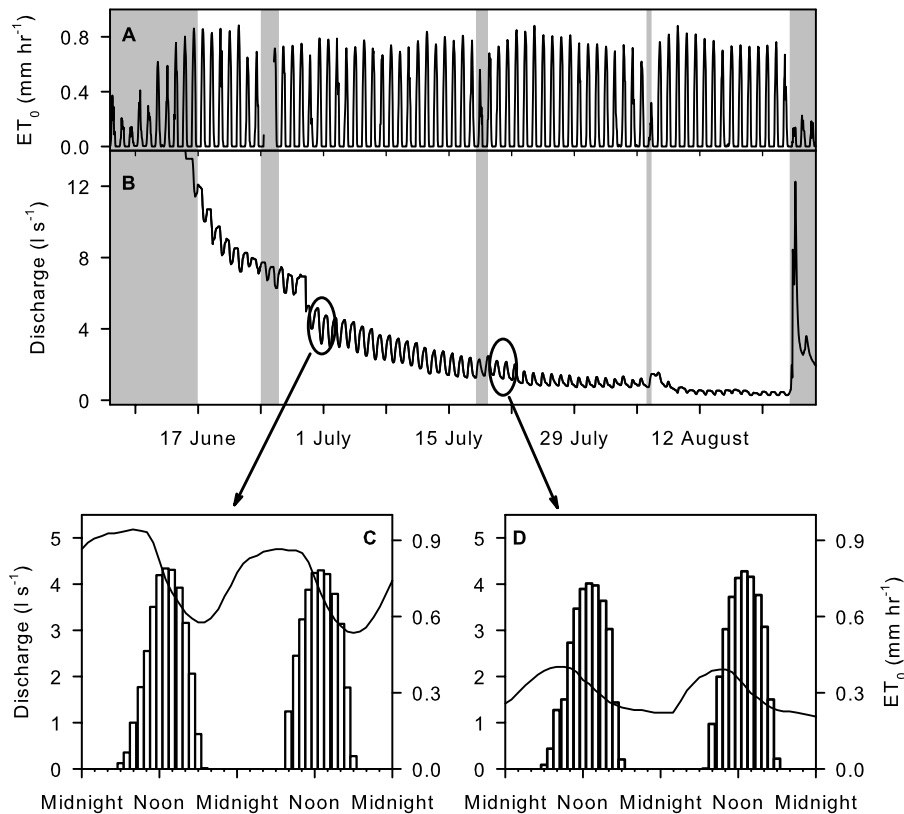 A
ET0 (mm hr-1)
0.8
0.4
0.0
B
Discharge (l s-1)
12
8
4
0
17 June 1 July 15 July 29 July 12 August
C
Discharge (l s-1)
5
4
3
2
1
0
0.9
0.6
0.3
0.0
Midnight Noon Midnight Noon Midnight
D
5
4
3
2
1
0
0.9
0.6
0.3
0.0
ET0 (mm hr-1)
Midnight Noon Midnight Noon Midnight